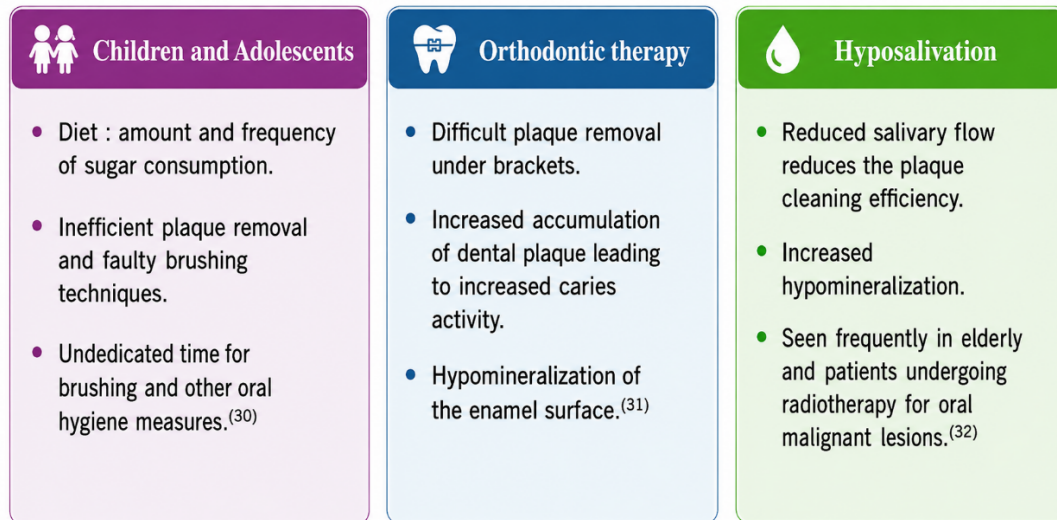 Children and Adolescents
Diet : amount and frequency
of sugar consumption.
Inefficient plaque removal
and faulty brushing
techniques.
Undedicated time for
brushing and other oral
hygiene measures.(30)
Orthodontic therapy
Difficult plaque removal
under brackets.
Increased accumulation
of dental plaque leading
to increased caries
activity.
Hypomineralization of
the enamel surface.(31)
Hyposalivation
Reduced salivary flow
reduces the plaque
cleaning efficiency.
Increased
hypomineralization.
Seen frequently in elderly
and patients undergoing
radiotherapy for oral
malignant lesions.(32)